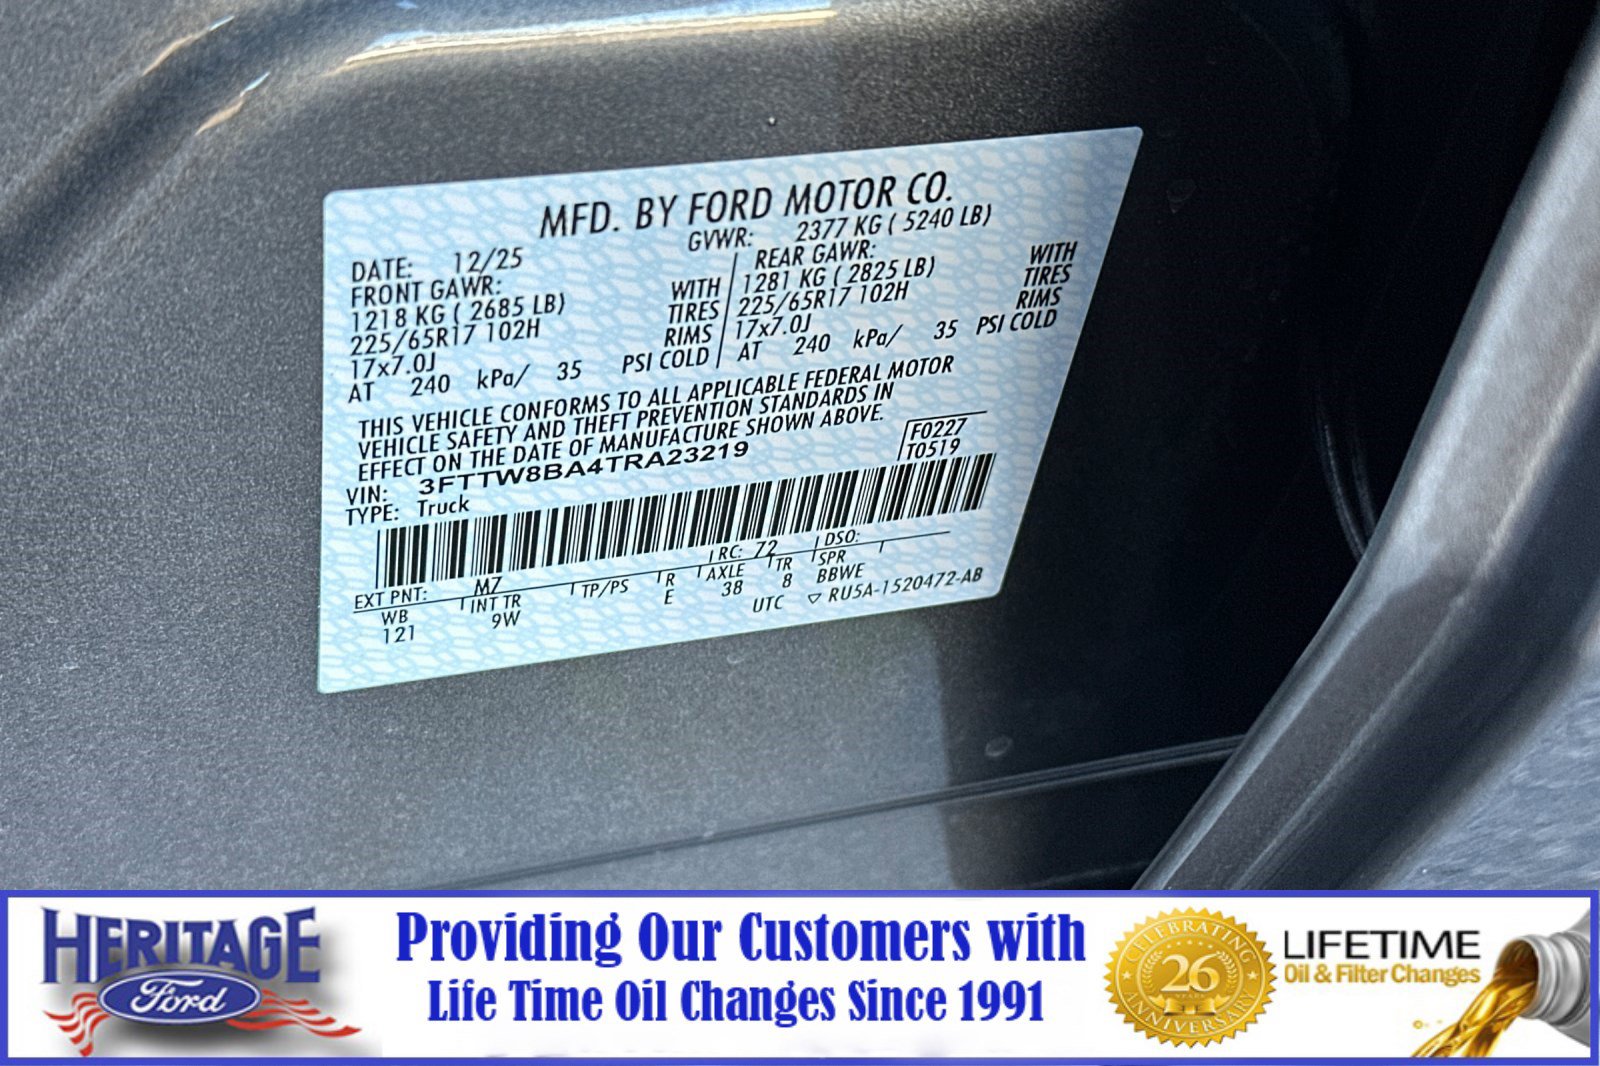 MFD. BY FORD MOTOR CO.
DATE: 12/25
GVWR: 2377 KG ( 5240 LB)
FRONT GAWR:
1218 KG ( 2685 LB) WITH
225/65R17 102H TIRES
17x7.0J RIMS
AT 240 kPa/ 35 PSI COLD
REAR GAWR: WITH
1281 KG ( 2825 LB) TIRES
225/65R17 102H RIMS
17x7.0J
AT 240 kPa/ 35 PSI COLD
THIS VEHICLE CONFORMS TO ALL APPLICABLE FEDERAL MOTOR
VEHICLE SAFETY AND THEFT PREVENTION STANDARDS IN
EFFECT ON THE DATE OF MANUFACTURE SHOWN ABOVE.
F0227
T0519
VIN: 3FTTW8BA4TRA23219
TYPE: Truck
EXT PNT: M7 RC: 72 DSO:
WB INT TR TP/PS R AXLE TR SPR
121 9W E 38 8 BBWE
UTC ▽ RU5A-1520472-AB
HERITAGE
Ford
Providing Our Customers with
Life Time Oil Changes Since 1991
CELEBRATING
26
YEARS
ANNIVERSARY
LIFETIME
Oil & Filter Changes